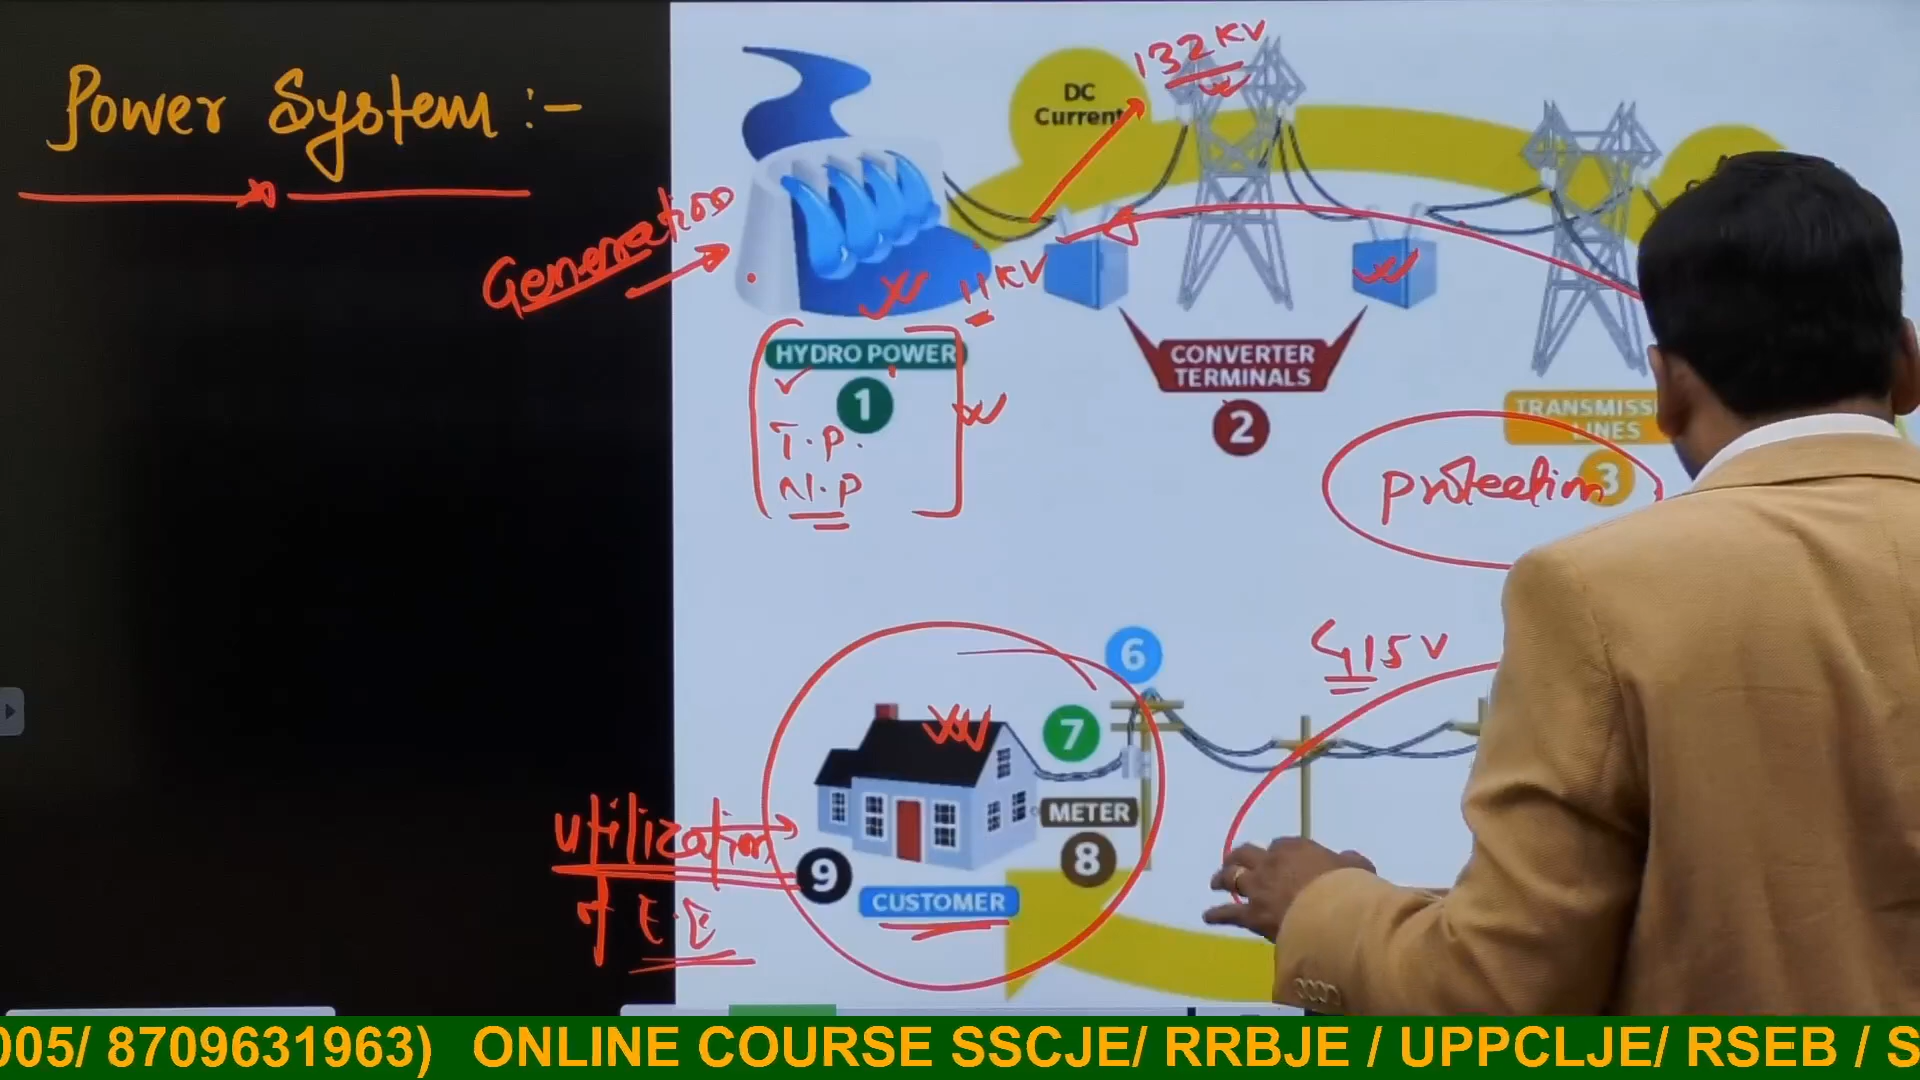 Power System :-
132 KV
DC
Current
Generation
11 KV
HYDRO POWER
1
T.P.
N.P
CONVERTER
TERMINALS
2
TRANSMISS
LINES
3
protection
415 V
6
7
METER
8
utilization
of E.E
9
CUSTOMER
005/ 8709631963) ONLINE COURSE SSCJE/ RRBJE / UPPCLJE/ RSEB / S